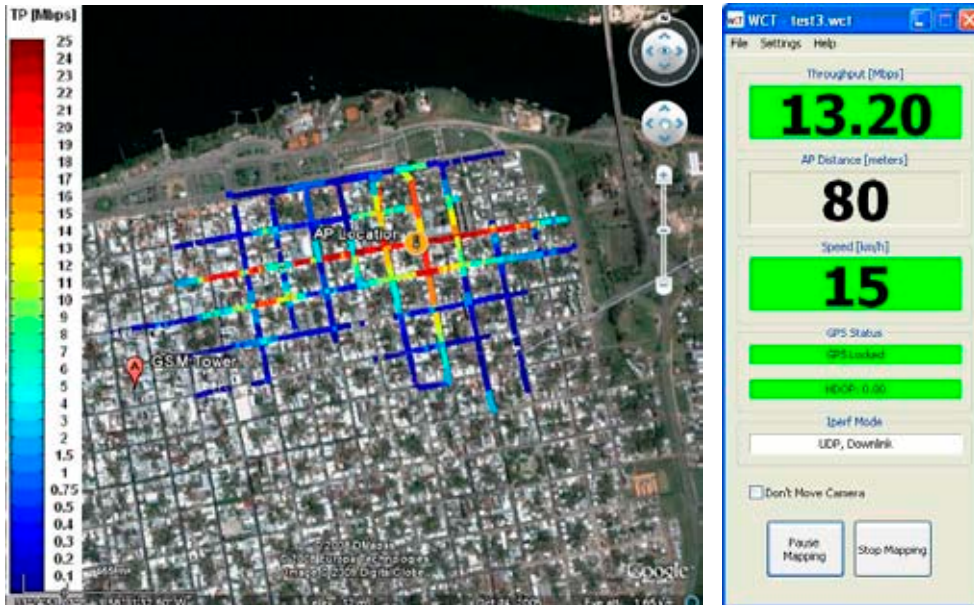 TP [Mbps]
25
24
23
22
21
20
19
18
17
16
15
14
13
12
11
10
9
8
7
6
5
4
3
2
1.5
1
0.75
0.5
0.4
0.3
0.2
0.1
AP Location
GSM Tower
A
Google
WCT - test3.wct
File Settings Help
Throughput [Mbps]
13.20
AP Distance [meters]
80
Speed [km/h]
15
GPS Status
GPS Locked
HDOP: 0.00
Iperf Mode
UDP, Downlink
Don't Move Camera
Pause
Mapping
Stop Mapping